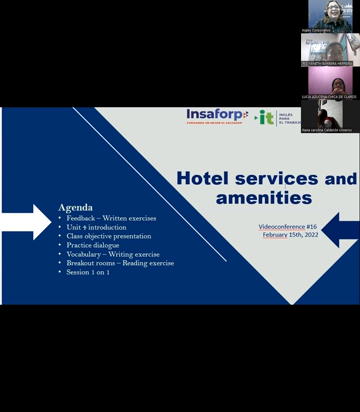 Insaforp
it
INGLÉS
PARA
EL TRABAJO
Hotel services and
amenities
Videoconference #16
February 15th, 2022
Agenda
• Feedback – Written exercises
• Unit 4 introduction
• Class objective presentation
• Practice dialogue
• Vocabulary – Writing exercise
• Breakout rooms – Reading exercise
• Session 1 on 1